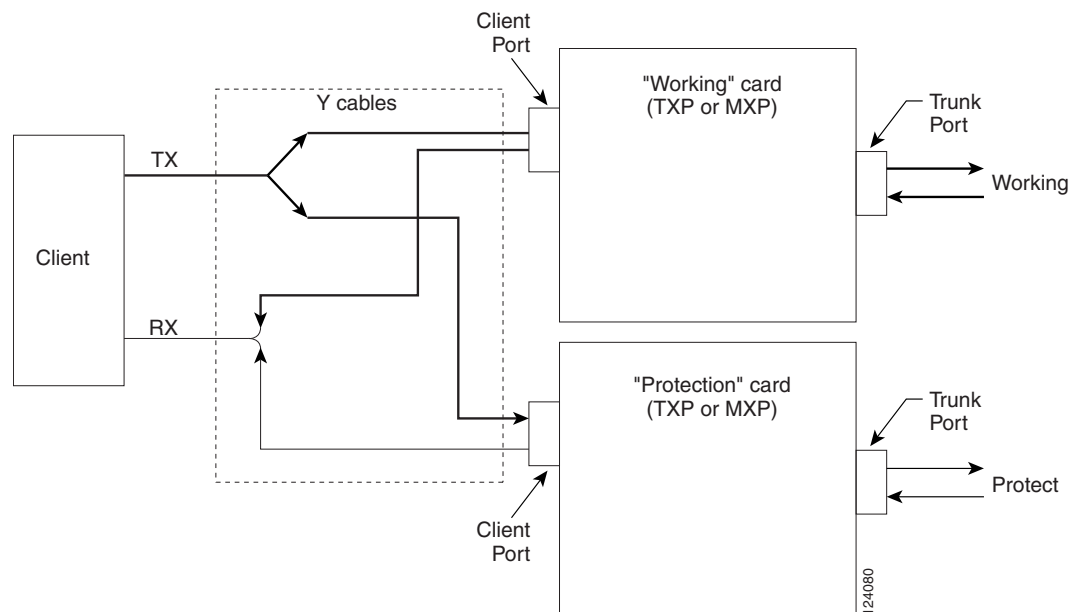 Client
Port
"Working" card
(TXP or MXP)
Y cables
Trunk
Port
TX
Working
Client
RX
"Protection" card
(TXP or MXP)
Trunk
Port
Protect
Client
Port
124080